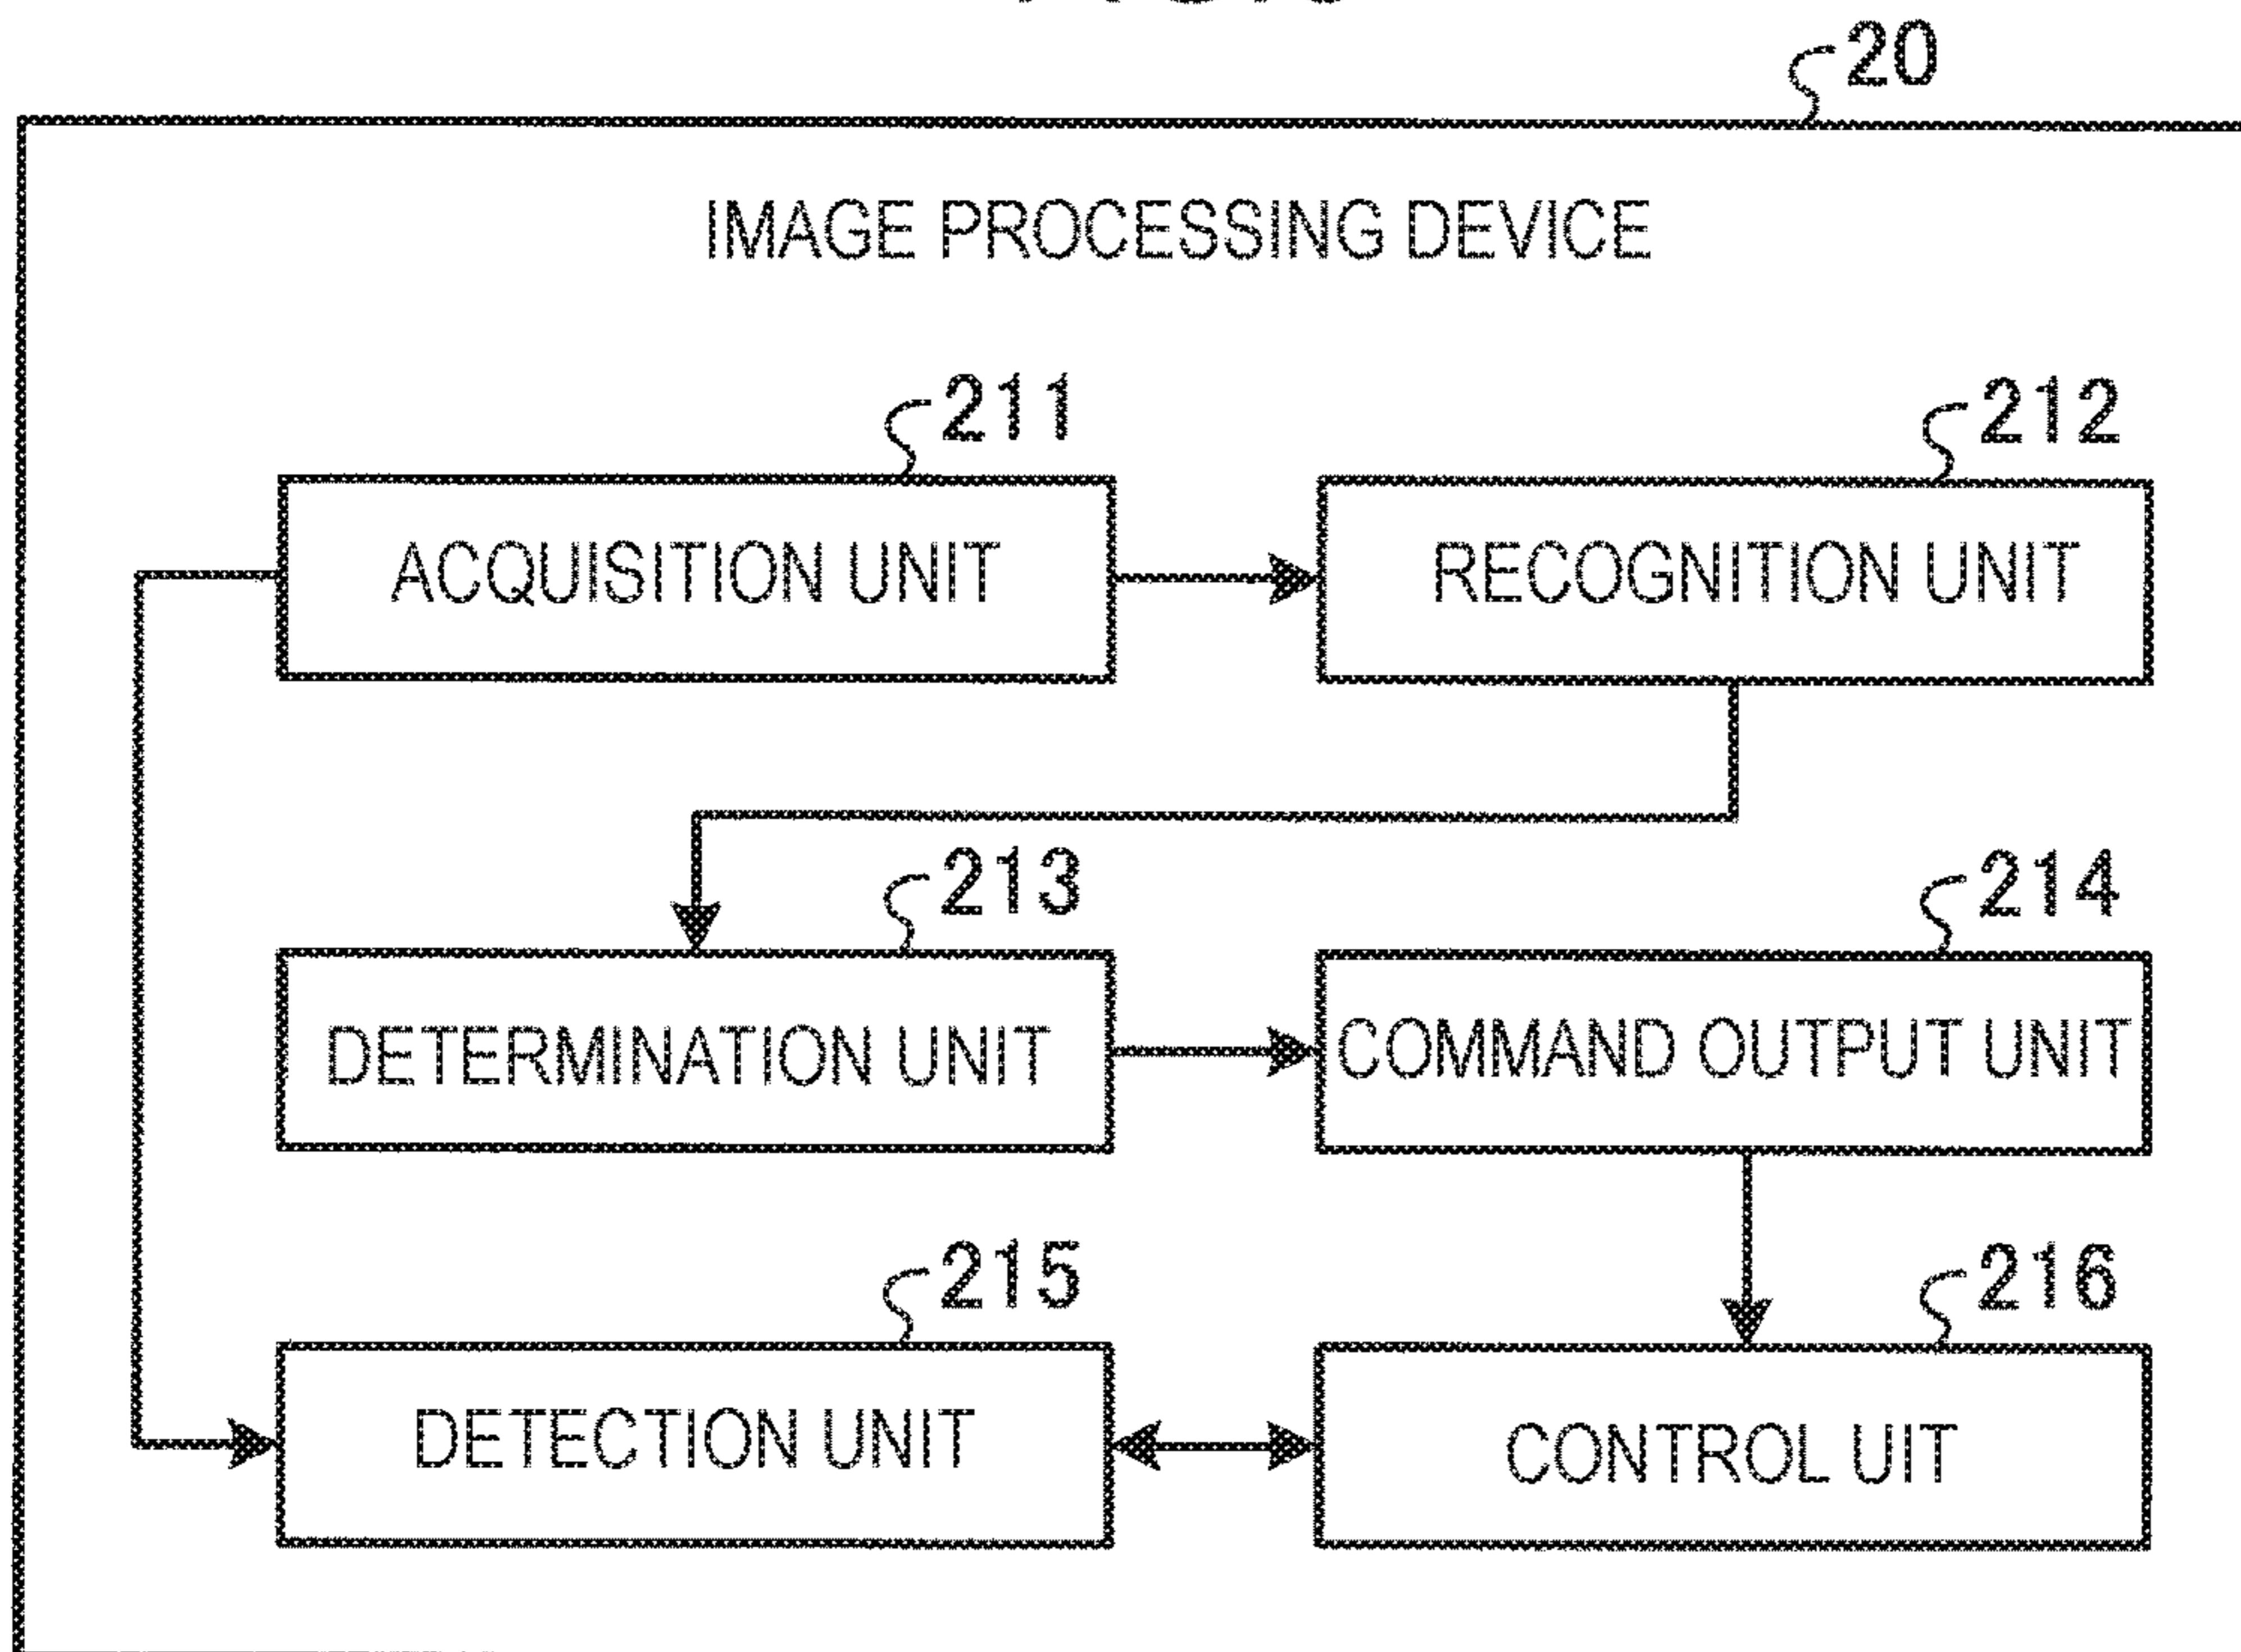 20
IMAGE PROCESSING DEVICE
211
212
ACQUISITION UNIT
RECOGNITION UNIT
213
214
DETERMINATION UNIT
COMMAND OUTPUT UNIT
215
216
DETECTION UNIT
CONTROL UIT